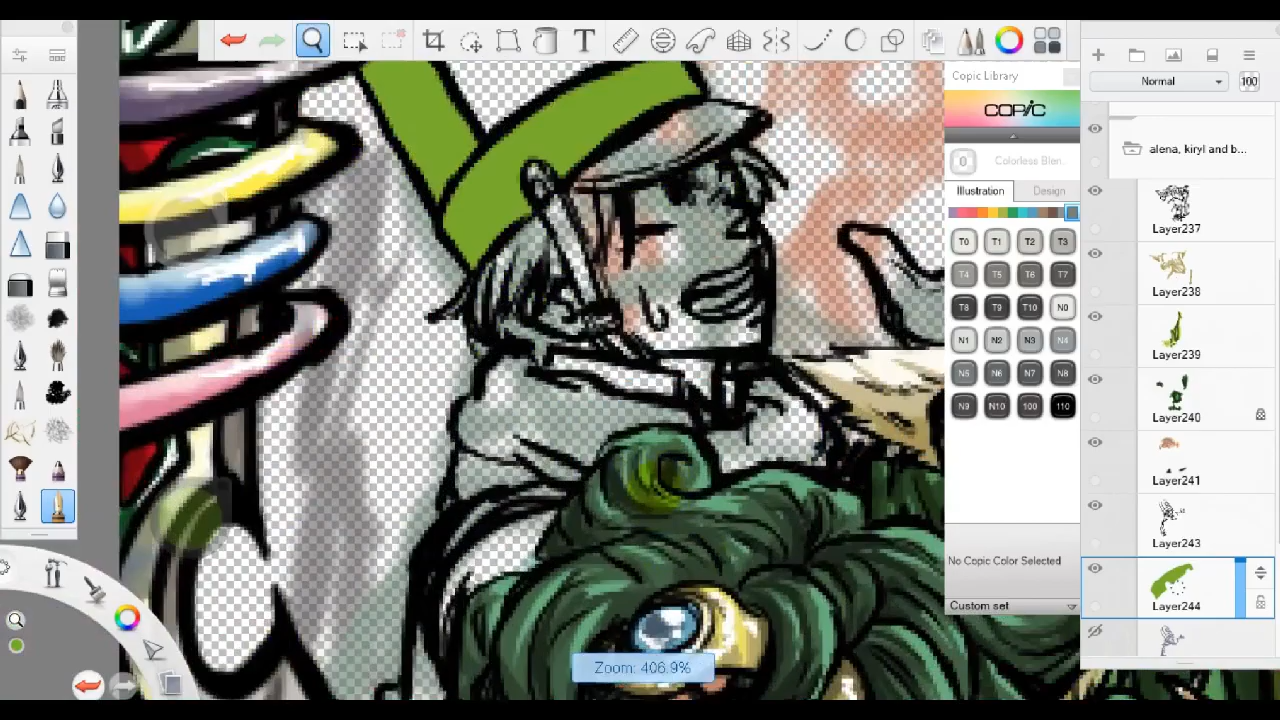 Copic Library
Normal
100
COPIC
alena, kiryl and b...
0
Colorless Blen...
Illustration
Design
Layer237
T0 T1 T2 T3
T4 T5 T6 T7
Layer238
T8 T9 T10 N0
N1 N2 N3 N4
Layer239
N5 N6 N7 N8
N9 N10 100 110
Layer240
Layer241
Layer243
No Copic Color Selected
Custom set
Layer244
Zoom: 406.9%